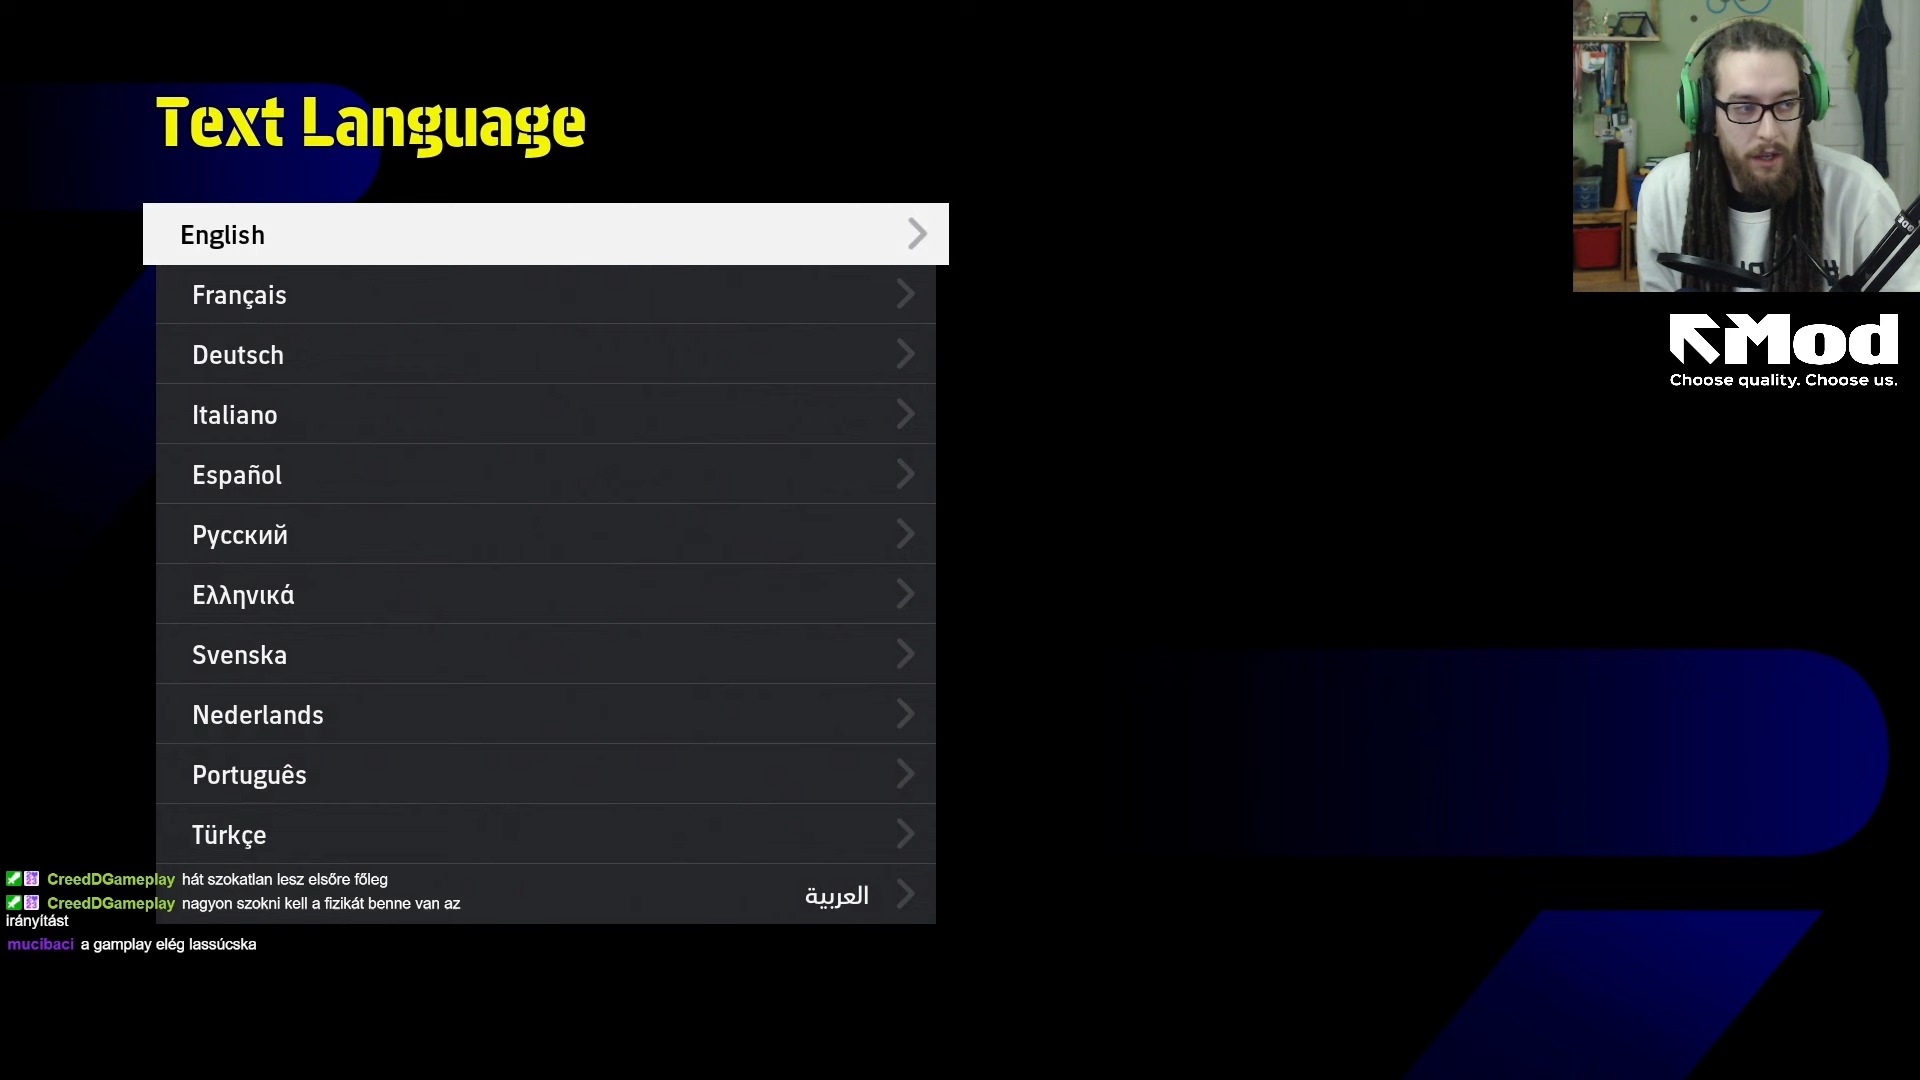 Text Language
English
Français
Deutsch
Italiano
Español
Русский
Ελληνικά
Svenska
Nederlands
Português
Türkçe
العربية
CreedDGameplay hát szokatlan lesz elsőre főleg
CreedDGameplay nagyon szokni kell a fizikát benne van az
irányítást
mucibaci a gamplay elég lassúcska
Mod
Choose quality. Choose us.